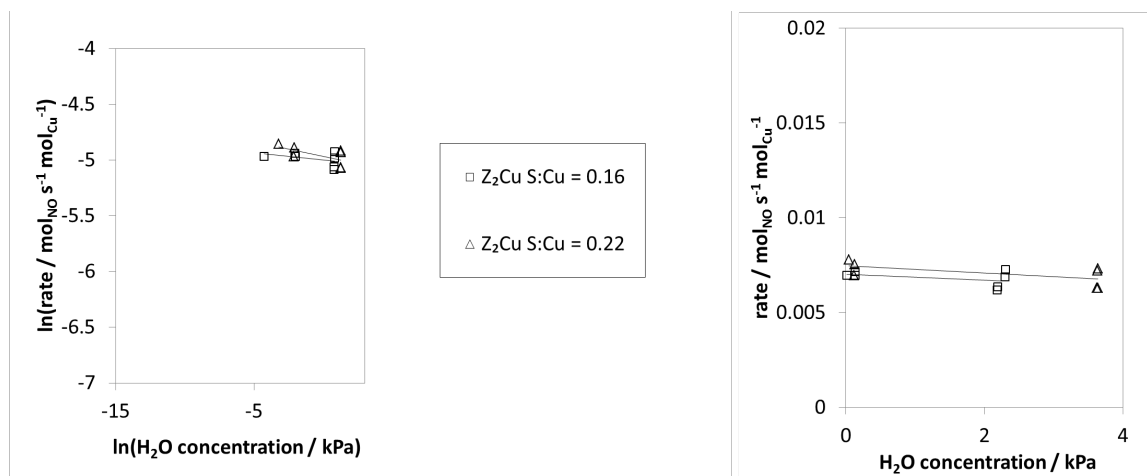 -4
-4.5
-5
-5.5
-6
-6.5
-7
-15
-5
ln(rate / mol_NO s⁻¹ mol_Cu⁻¹)
ln(H₂O concentration / kPa)
Z₂Cu S:Cu = 0.16
Z₂Cu S:Cu = 0.22
0.02
0.015
0.01
0.005
0
0
2
4
rate / mol_NO s⁻¹ mol_Cu⁻¹
H₂O concentration / kPa